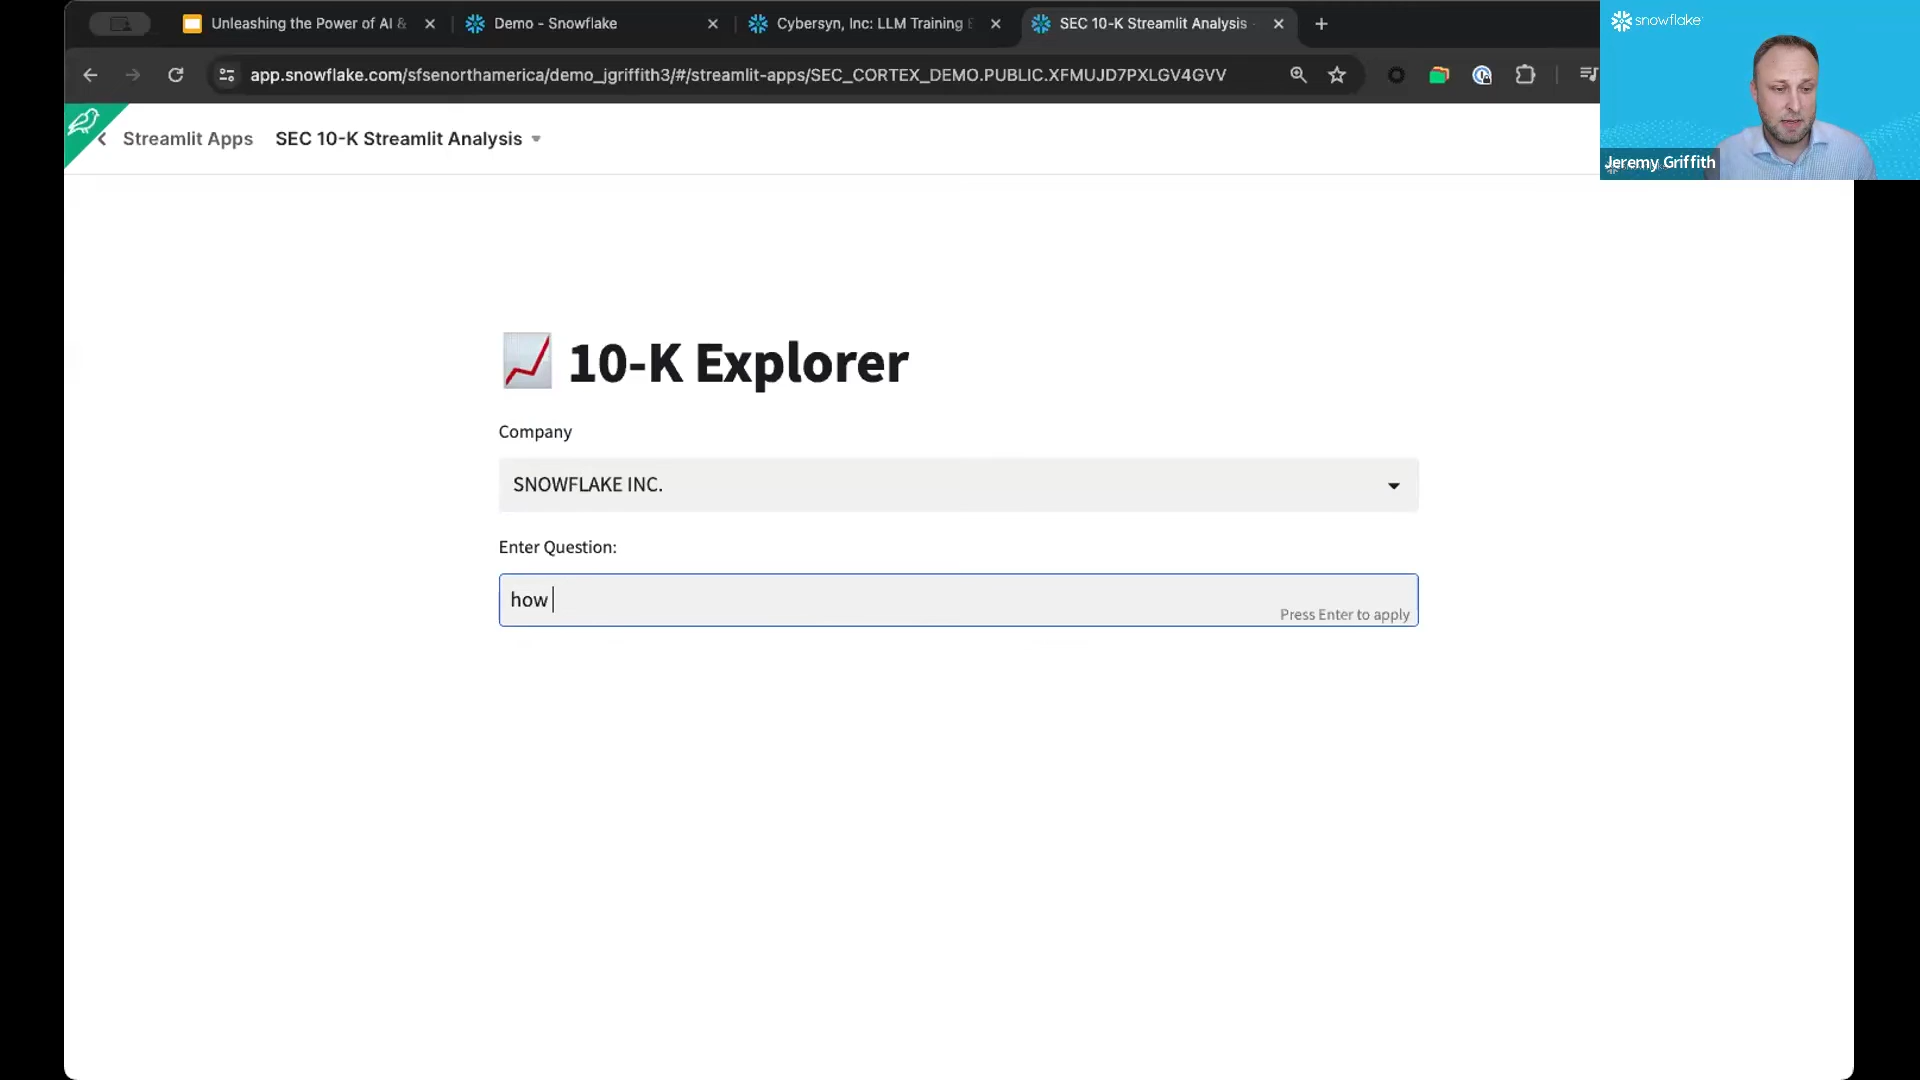 Unleashing the Power of AI &
Demo - Snowflake
Cybersyn, Inc: LLM Training
SEC 10-K Streamlit Analysis
snowflake
app.snowflake.com/sfsenorthamerica/demo_jgriffith3/#/streamlit-apps/SEC_CORTEX_DEMO.PUBLIC.XFMUJD7PXLGV4GVV
Jeremy Griffith
Streamlit Apps
SEC 10-K Streamlit Analysis
10-K Explorer
Company
SNOWFLAKE INC.
Enter Question:
how
Press Enter to apply